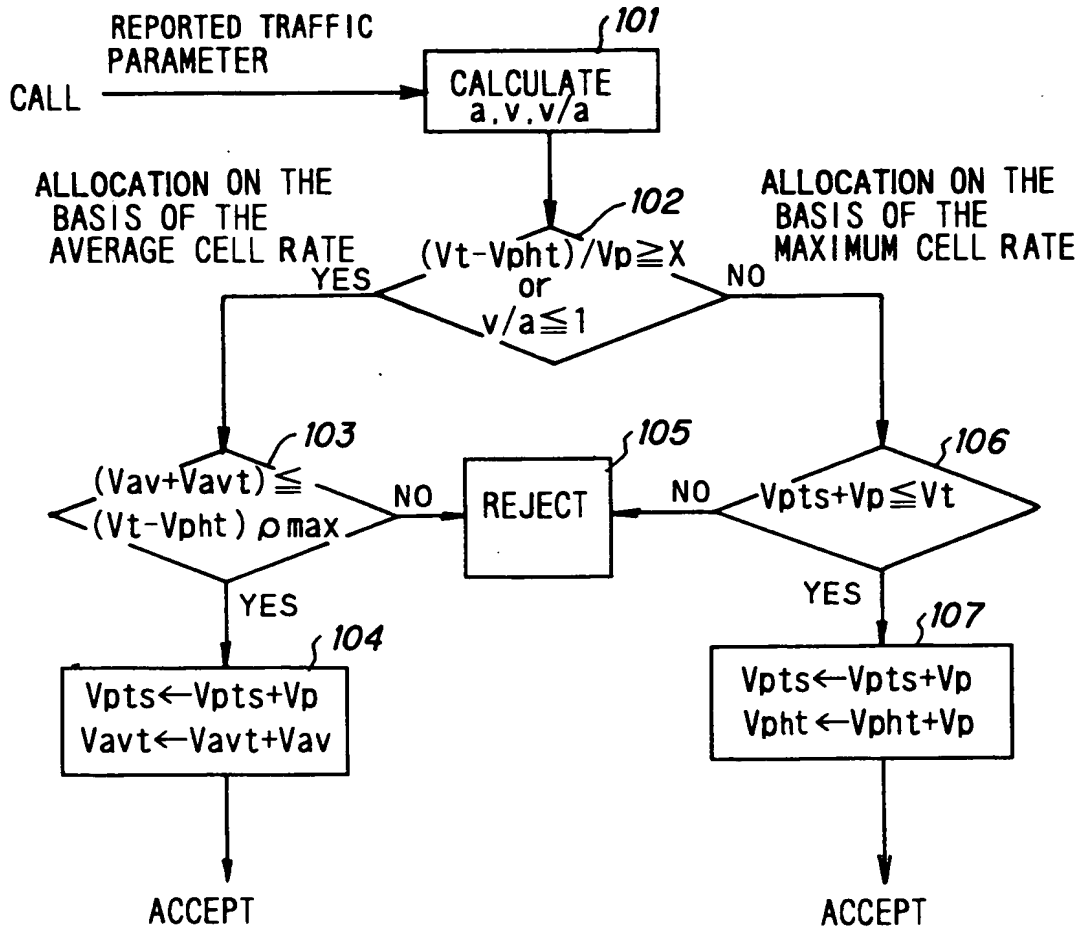 REPORTED TRAFFIC
PARAMETER
CALL
101
CALCULATE
a,v,v/a
ALLOCATION ON THE
BASIS OF THE
AVERAGE CELL RATE
ALLOCATION ON THE
BASIS OF THE
MAXIMUM CELL RATE
102
(Vt-Vpht)/Vp≧X
or
v/a≦1
YES
NO
103
(Vav+Vavt)≦
(Vt-Vpht)ρmax
NO
105
REJECT
NO
106
Vpts+Vp≦Vt
YES
YES
104
Vpts←Vpts+Vp
Vavt←Vavt+Vav
107
Vpts←Vpts+Vp
Vpht←Vpht+Vp
ACCEPT
ACCEPT